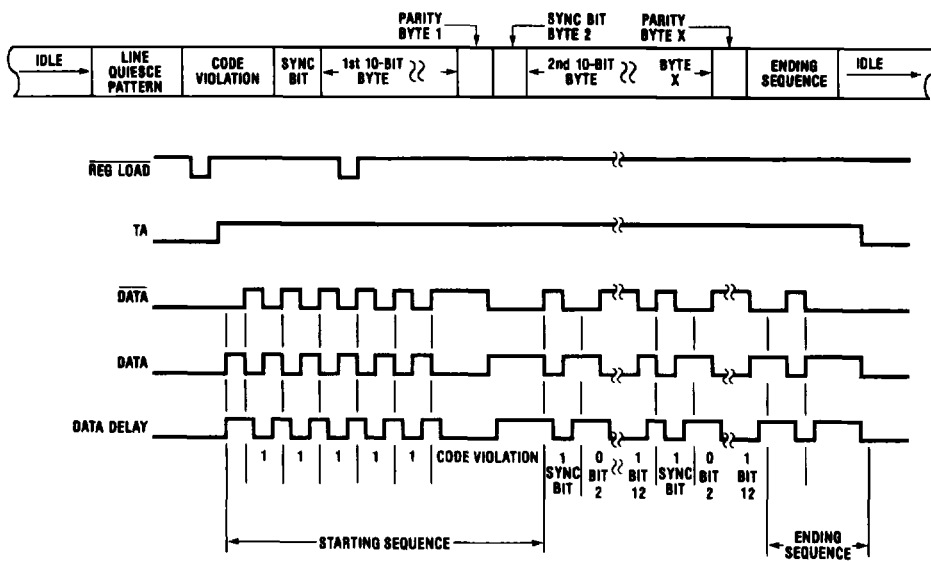 PARITY
BYTE 1
SYNC BIT
BYTE 2
PARITY
BYTE X
IDLE
LINE
QUIESCE
PATTERN
CODE
VIOLATION
SYNC
BIT
1st 10-BIT
BYTE
2nd 10-BIT
BYTE
BYTE
X
ENDING
SEQUENCE
IDLE
REG LOAD
TA
DATA
DATA
DATA DELAY
1 1 1 1 1 CODE VIOLATION
1
SYNC
BIT
0
BIT
2
1
BIT
12
1
SYNC
BIT
0
BIT
2
1
BIT
12
STARTING SEQUENCE
ENDING
SEQUENCE